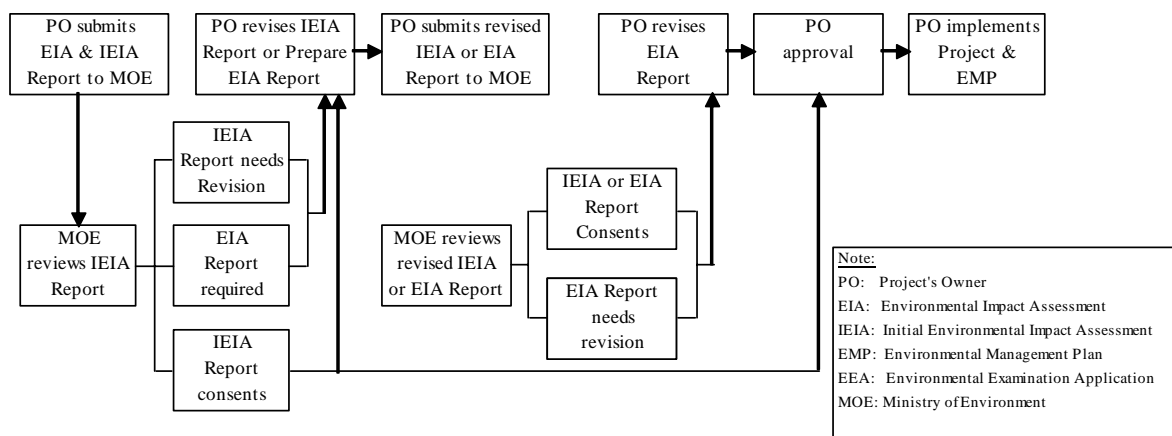 PO submits
EIA & IEIA
Report to MOE
PO revises IEIA
Report or Prepare
EIA Report
PO submits revised
IEIA or EIA
Report to MOE
PO revises
EIA
Report
PO
approval
PO implements
Project &
EMP
IEIA
Report needs
Revision
MOE
reviews IEIA
Report
EIA
Report
required
IEIA
Report
consents
MOE reviews
revised IEIA
or EIA Report
IEIA or EIA
Report
Consents
EIA Report
needs
revision
Note:
PO: Project's Owner
EIA: Environmental Impact Assessment
IEIA: Initial Environmental Impact Assessment
EMP: Environmental Management Plan
EEA: Environmental Examination Application
MOE: Ministry of Environment